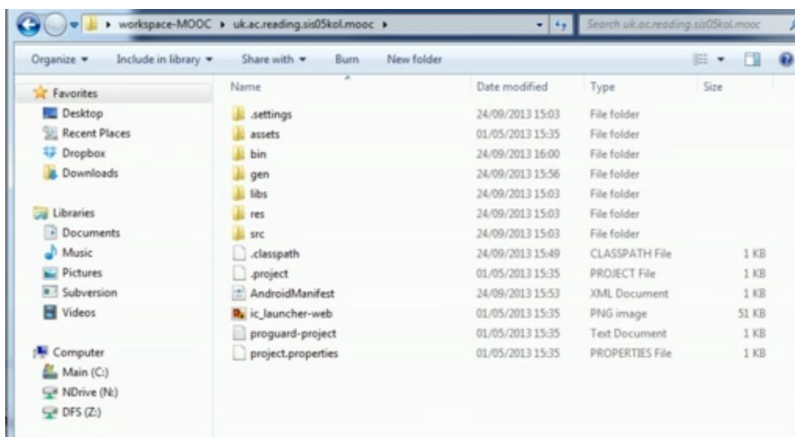 workspace-MOOC ▸ uk.ac.reading.sis05kol.mooc ▸ Search uk.ac.reading.sis05kol.mooc
Organize Include in library Share with Burn New folder
Favorites
Desktop
Recent Places
Dropbox
Downloads
Libraries
Documents
Music
Pictures
Subversion
Videos
Computer
Main (C:)
NDrive (N:)
DFS (Z:)
Name Date modified Type Size
.settings 24/09/2013 15:03 File folder
assets 01/05/2013 15:35 File folder
bin 24/09/2013 16:00 File folder
gen 24/09/2013 15:56 File folder
libs 24/09/2013 15:03 File folder
res 24/09/2013 15:03 File folder
src 24/09/2013 15:03 File folder
.classpath 24/09/2013 15:49 CLASSPATH File 1 KB
.project 01/05/2013 15:35 PROJECT File 1 KB
AndroidManifest 24/09/2013 15:53 XML Document 1 KB
ic_launcher-web 01/05/2013 15:35 PNG image 51 KB
proguard-project 01/05/2013 15:35 Text Document 1 KB
project.properties 01/05/2013 15:35 PROPERTIES File 1 KB